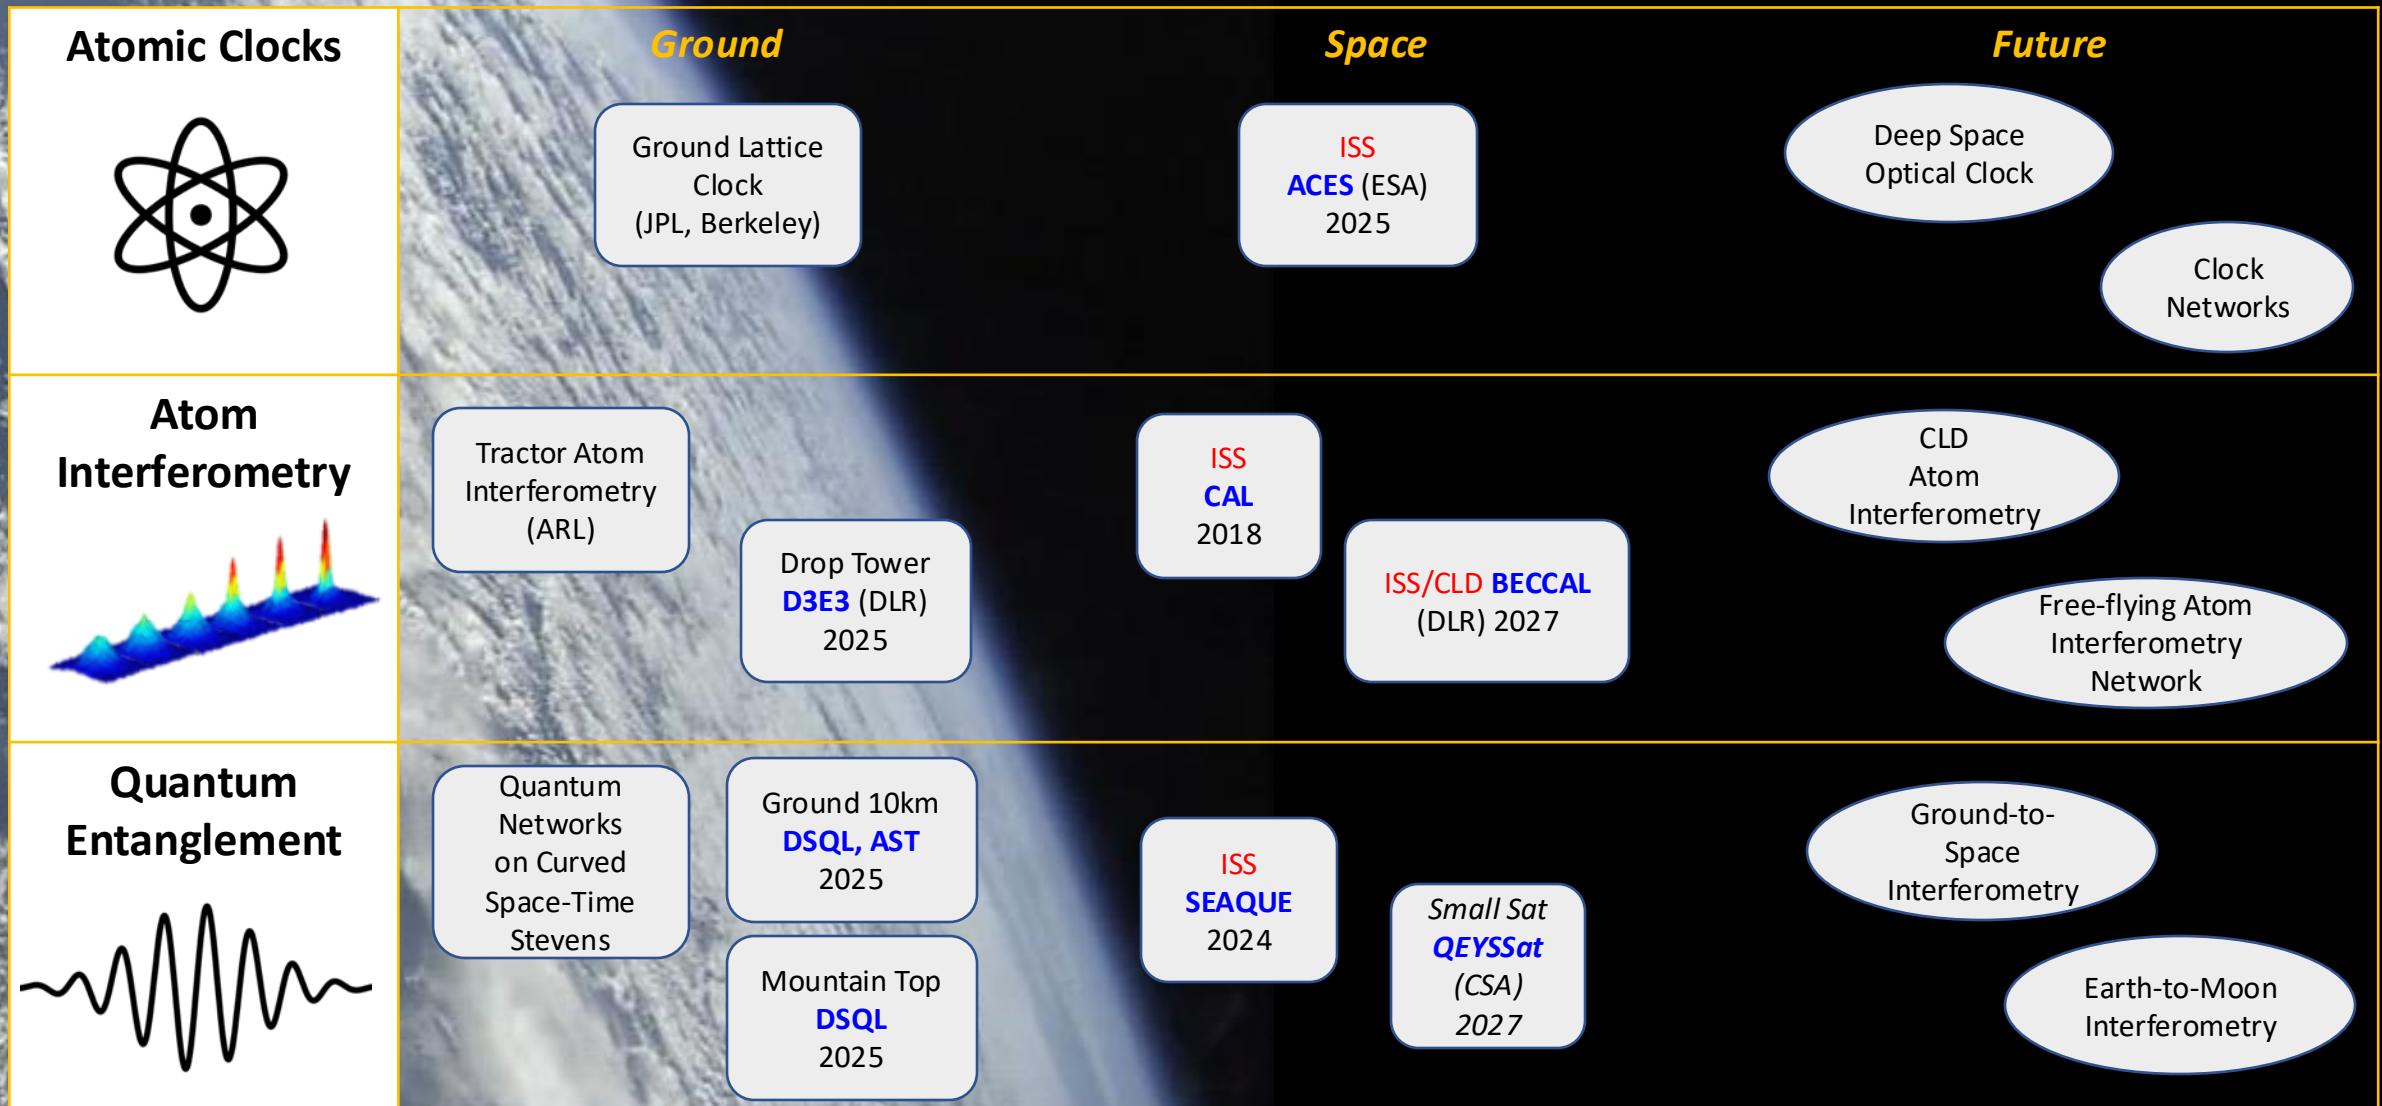 Atomic Clocks
Ground
Space
Future
Ground Lattice
Clock
(JPL, Berkeley)
ISS
ACES (ESA)
2025
Deep Space
Optical Clock
Clock
Networks
Atom
Interferometry
Tractor Atom
Interferometry
(ARL)
Drop Tower
D3E3 (DLR)
2025
ISS
CAL
2018
ISS/CLD BECCAL
(DLR) 2027
CLD
Atom
Interferometry
Free-flying Atom
Interferometry
Network
Quantum
Entanglement
Quantum
Networks
on Curved
Space-Time
Stevens
Ground 10km
DSQL, AST
2025
Mountain Top
DSQL
2025
ISS
SEAQUE
2024
Small Sat
QEYSSat
(CSA)
2027
Ground-to-
Space
Interferometry
Earth-to-Moon
Interferometry